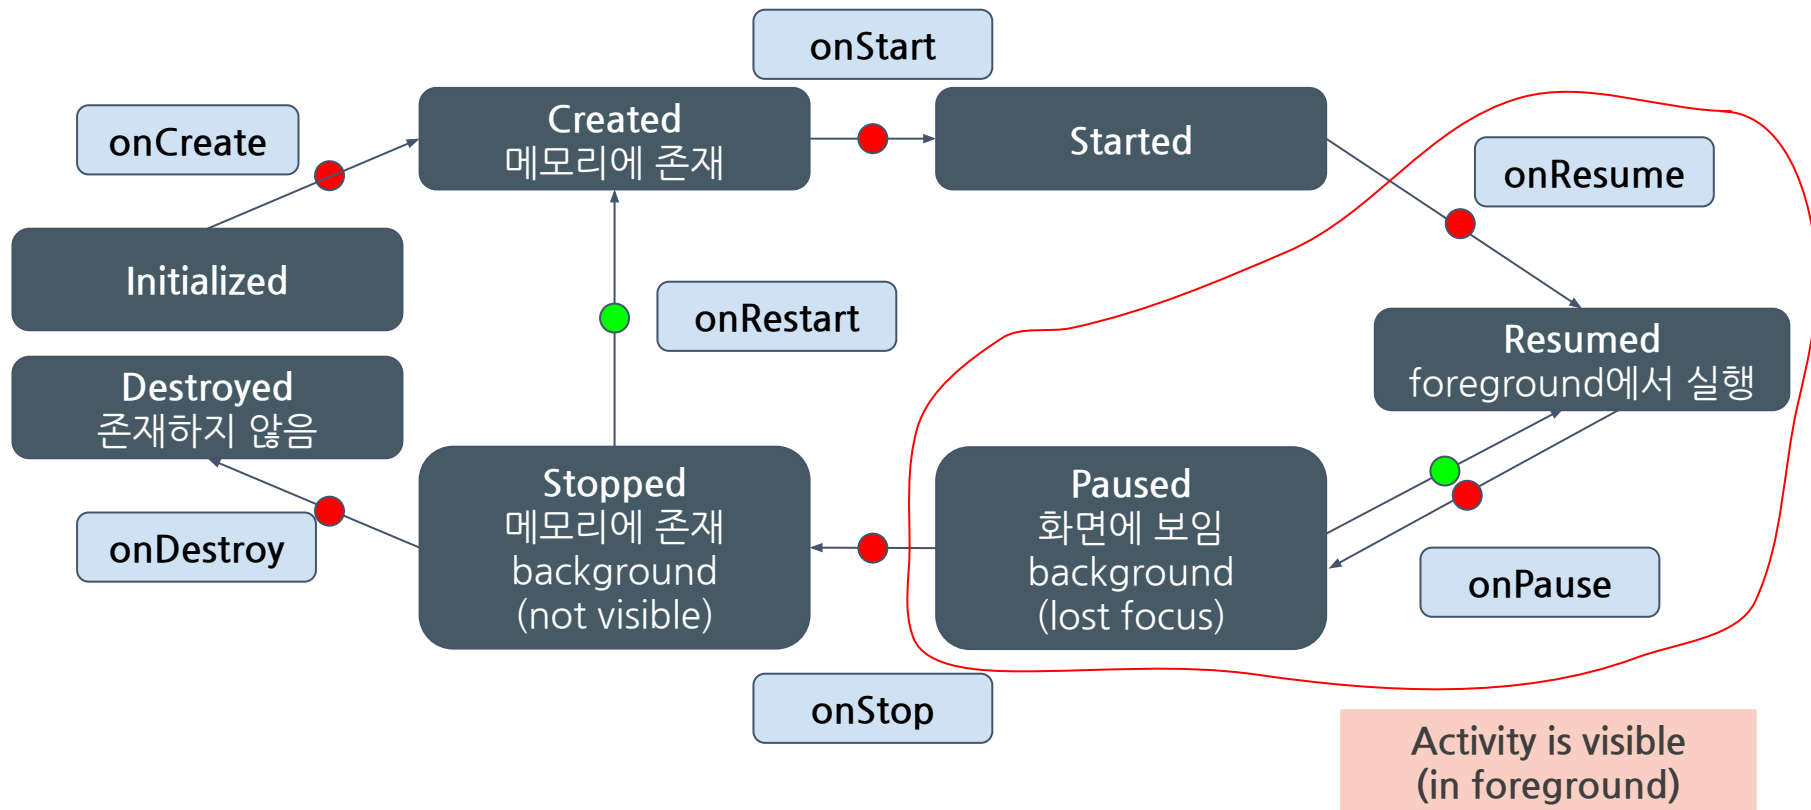 onStart
onCreate
Created
메모리에 존재
Started
onResume
Initialized
onRestart
Resumed
foreground에서 실행
Destroyed
존재하지 않음
Stopped
메모리에 존재
background
(not visible)
Paused
화면에 보임
background
(lost focus)
onDestroy
onPause
onStop
Activity is visible
(in foreground)